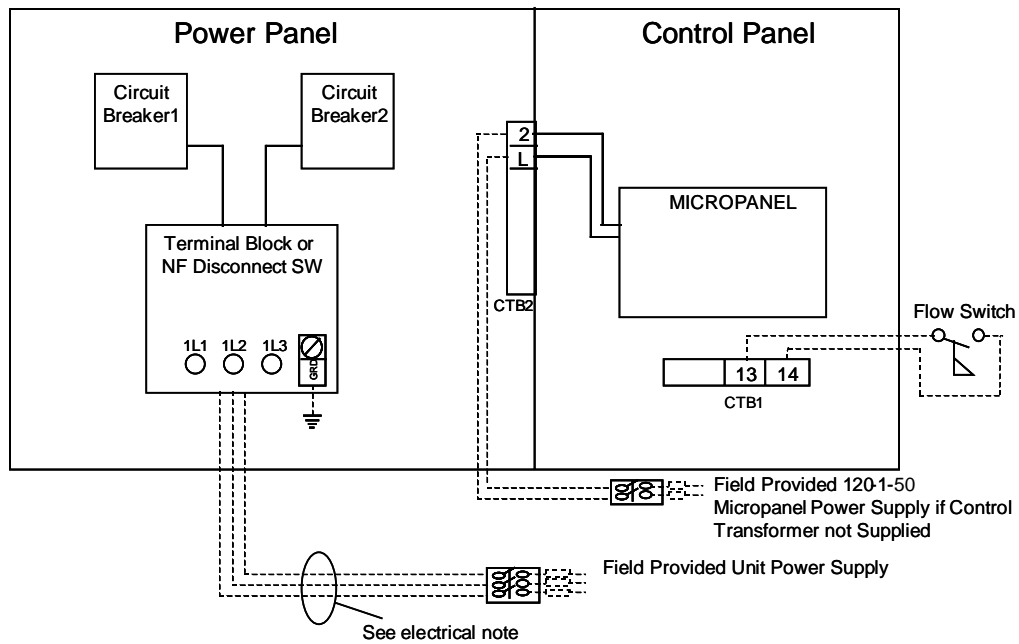 Power Panel
Control Panel
Circuit
Breaker1
Circuit
Breaker2
2
L
MICROPANEL
Terminal Block or
NF Disconnect SW
CTB2
Flow Switch
1L1 1L2 1L3
GRD
13 14
CTB1
Field Provided 120-1-50
Micropanel Power Supply if Control
Transformer not Supplied
Field Provided Unit Power Supply
See electrical note